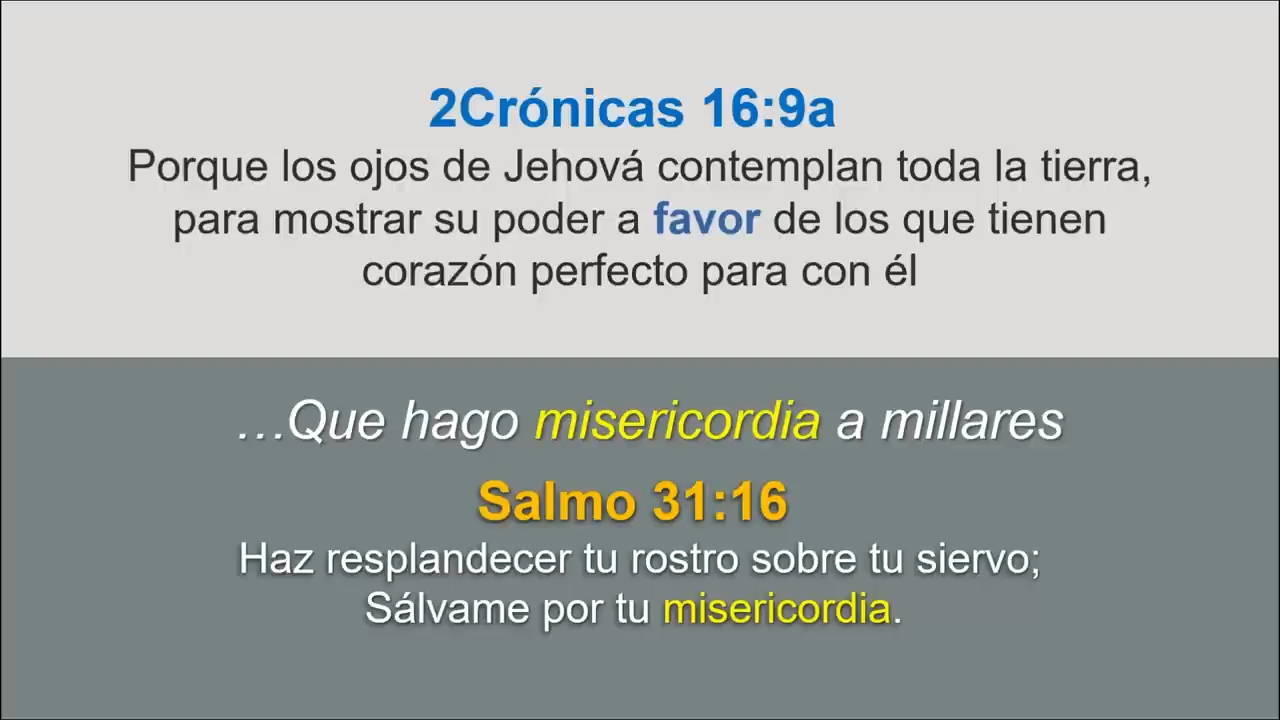 2Crónicas 16:9a
Porque los ojos de Jehová contemplan toda la tierra,
para mostrar su poder a favor de los que tienen
corazón perfecto para con él
…Que hago misericordia a millares
Salmo 31:16
Haz resplandecer tu rostro sobre tu siervo;
Sálvame por tu misericordia.